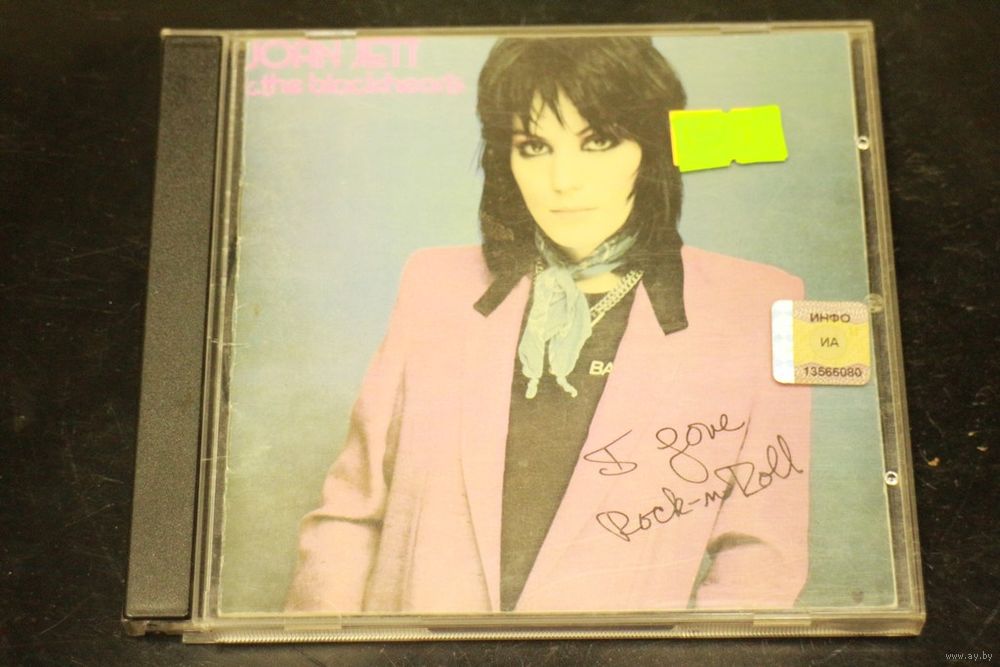 JOAN JETT
& the blackhearts
BA
ИНФО
ИА
13566080
I Love
Rock-n Roll
www.ay.by